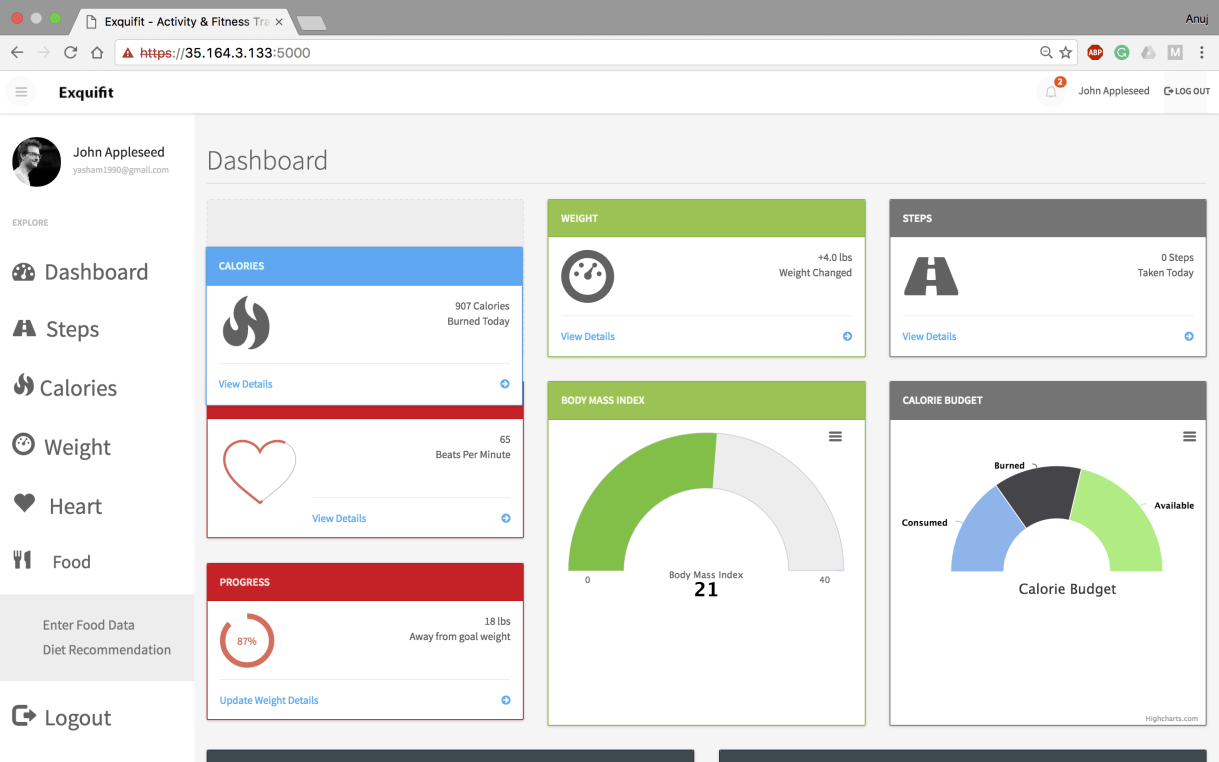 Exquifit - Activity & Fitness Tra
Anuj
https://35.164.3.133:5000
ABP
G
M
Exquifit
2
John Appleseed
LOG OUT
John Appleseed
yasham1990@gmail.com
EXPLORE
Dashboard
Steps
Calories
Weight
Heart
Food
Enter Food Data
Diet Recommendation
Logout
Dashboard
CALORIES
907 Calories
Burned Today
View Details
65
Beats Per Minute
View Details
PROGRESS
87%
18 lbs
Away from goal weight
Update Weight Details
WEIGHT
+4.0 lbs
Weight Changed
View Details
BODY MASS INDEX
0
Body Mass Index
21
40
STEPS
0 Steps
Taken Today
View Details
CALORIE BUDGET
Burned
Consumed
Available
Calorie Budget
Highcharts.com